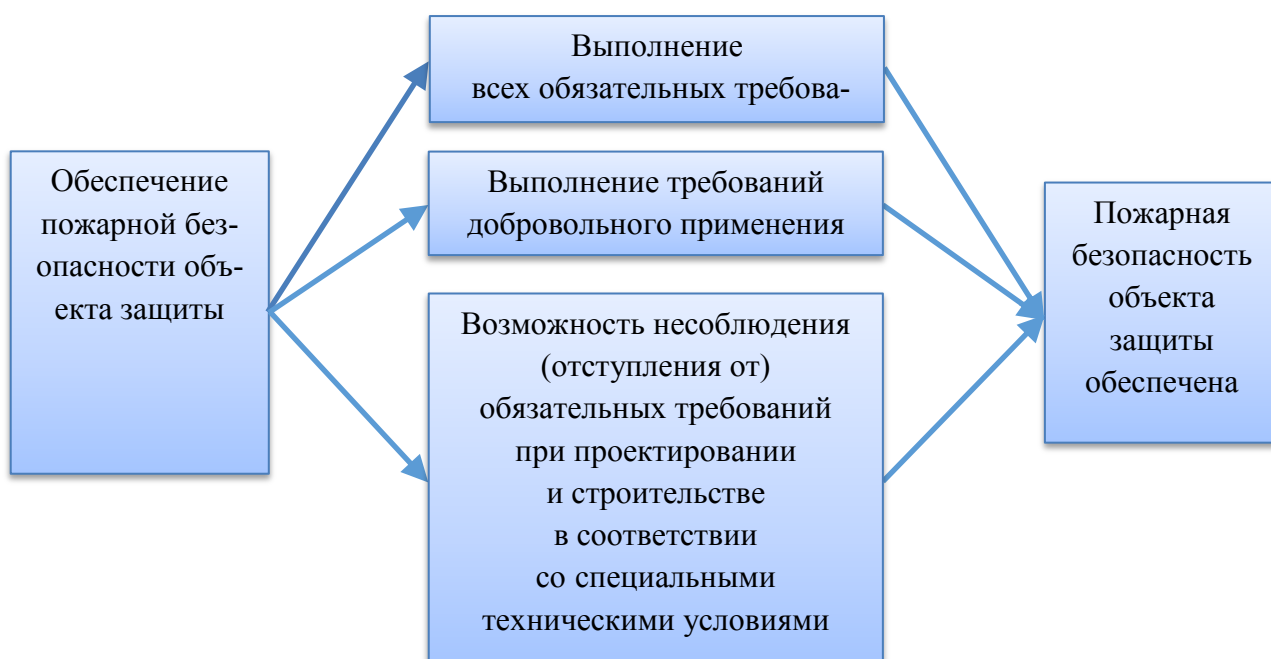 Обеспечение
пожарной без-
опасности объ-
екта защиты
Выполнение
всех обязательных требова-
Выполнение требований
добровольного применения
Возможность несоблюдения
(отступления от)
обязательных требований
при проектировании
и строительстве
в соответствии
со специальными
техническими условиями
Пожарная
безопасность
объекта
защиты
обеспечена